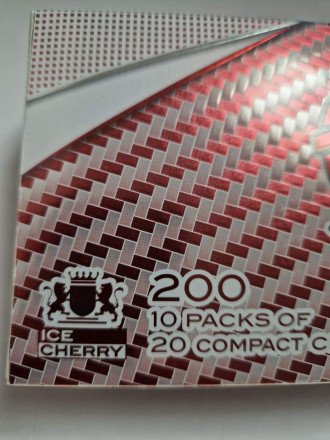 200
10 PACKS OF
20 COMPACT C
ICE
CHERRY